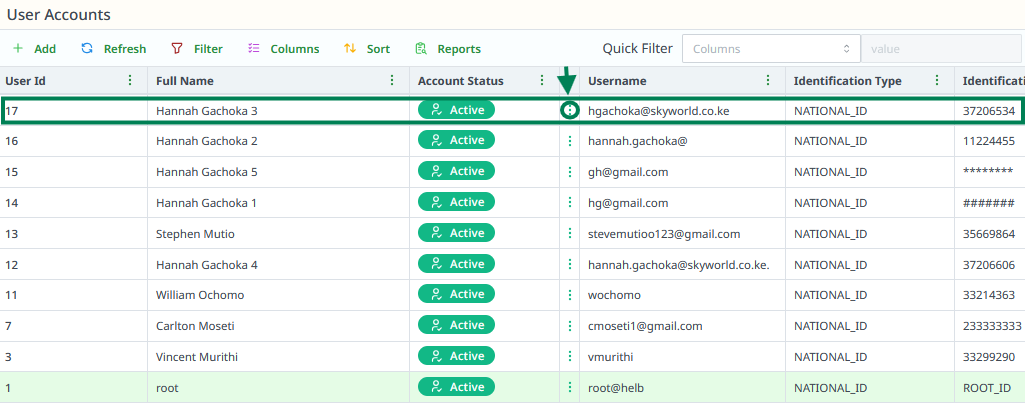 User Accounts
Add Refresh Filter Columns Sort Reports Quick Filter Columns value
User Id Full Name Account Status Username Identification Type Identificati
17 Hannah Gachoka 3 Active hgachoka@skyworld.co.ke NATIONAL_ID 37206534
16 Hannah Gachoka 2 Active hannah.gachoka@ NATIONAL_ID 11224455
15 Hannah Gachoka 5 Active gh@gmail.com NATIONAL_ID ********
14 Hannah Gachoka 1 Active hg@gmail.com NATIONAL_ID #######
13 Stephen Mutio Active stevemutioo123@gmail.com NATIONAL_ID 35669864
12 Hannah Gachoka 4 Active hannah.gachoka@skyworld.co.ke. NATIONAL_ID 37206606
11 William Ochomo Active wochomo NATIONAL_ID 33214363
7 Carlton Moseti Active cmoseti1@gmail.com NATIONAL_ID 233333333
3 Vincent Murithi Active vmurithi NATIONAL_ID 33299290
1 root Active root@helb NATIONAL_ID ROOT_ID